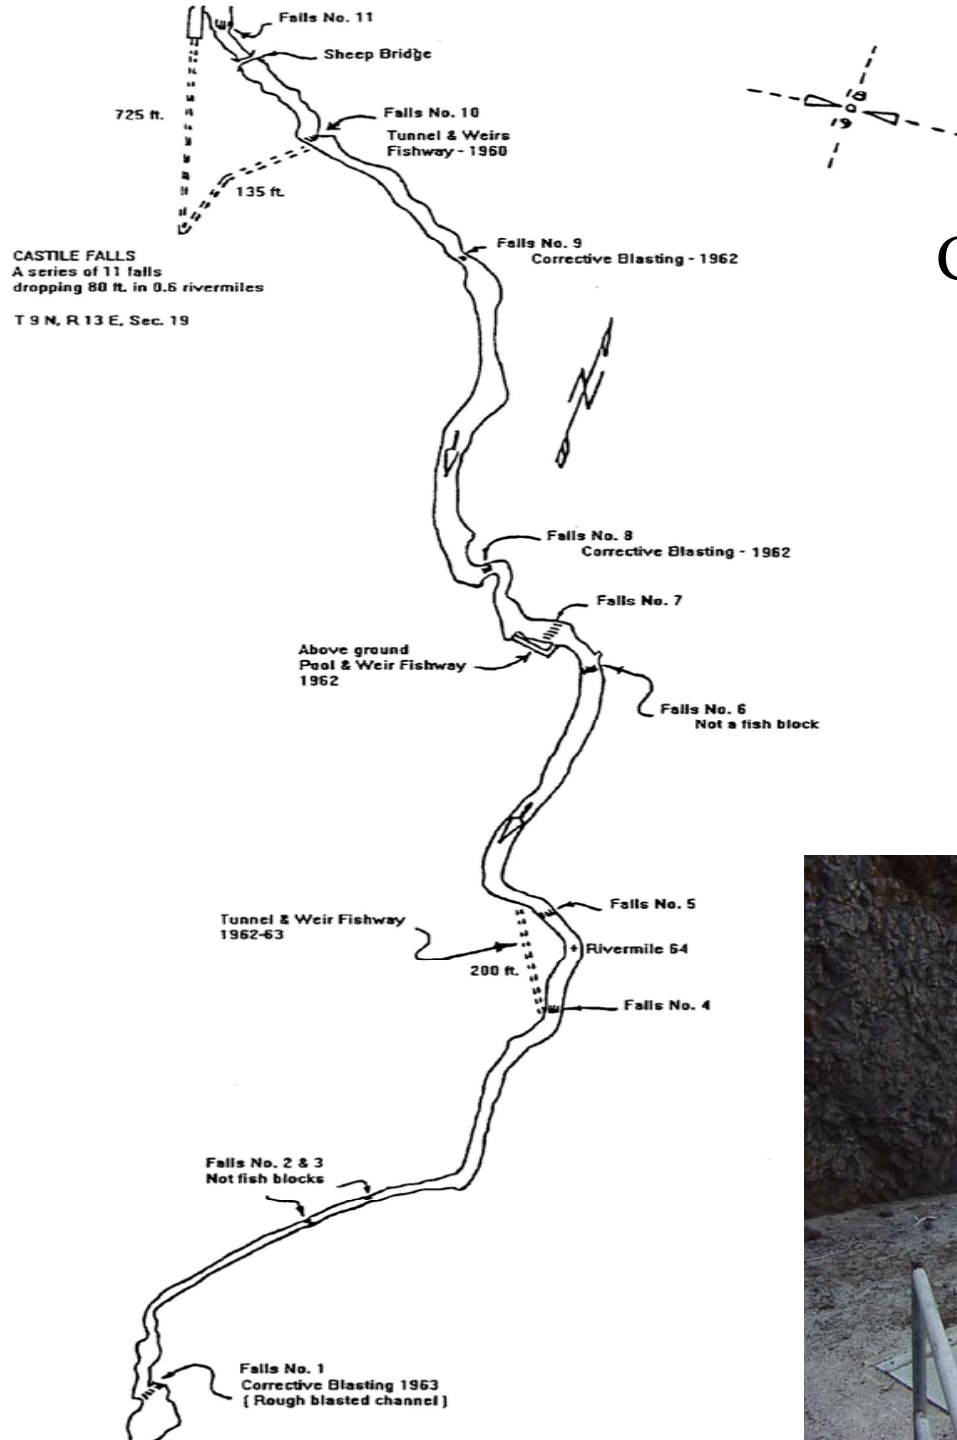 Falls No. 11
Sheep Bridge
725 ft.
Falls No. 10
Tunnel & Weirs
Fishway - 1960
135 ft.
18
19
CASTILE FALLS
A series of 11 falls
dropping 80 ft. in 0.6 rivermiles
T 9 N, R 13 E, Sec. 19
Falls No. 9
Corrective Blasting - 1962
N
Falls No. 8
Corrective Blasting - 1962
Falls No. 7
Above ground
Pool & Weir Fishway
1962
Falls No. 6
Not a fish block
Falls No. 5
Tunnel & Weir Fishway
1962-63
Rivermile 64
200 ft.
Falls No. 4
Falls No. 2 & 3
Not fish blocks
Falls No. 1
Corrective Blasting 1963
( Rough blasted channel )